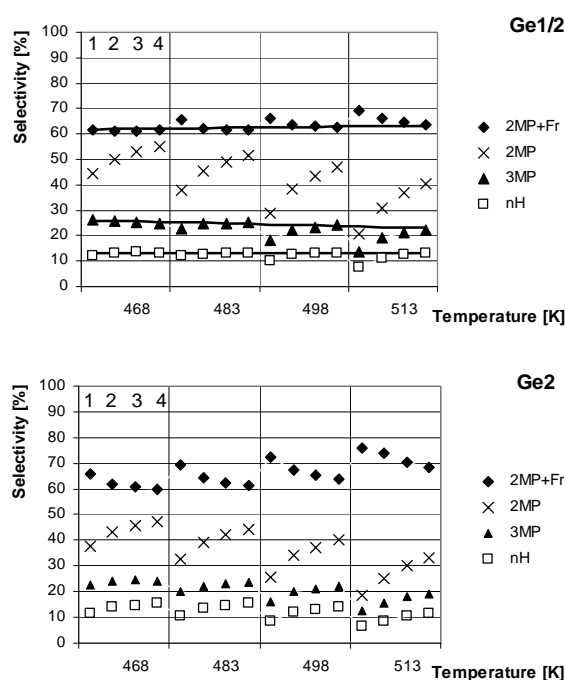 Ge1/2
Selectivity [%]
100
90
80
70
60
50
40
30
20
10
0
1 2 3 4
468 483 498 513
Temperature [K]
2MP+Fr
2MP
3MP
nH
Ge2
Selectivity [%]
100
90
80
70
60
50
40
30
20
10
0
1 2 3 4
468 483 498 513
Temperature [K]
2MP+Fr
2MP
3MP
nH